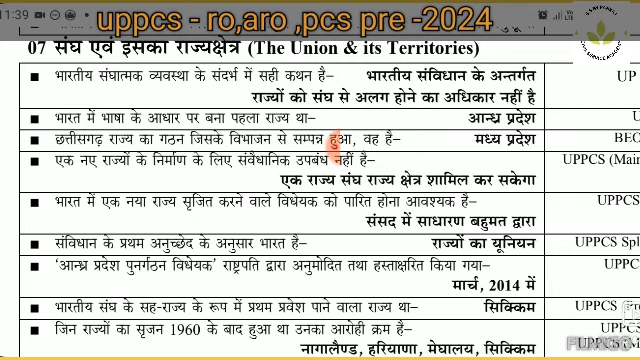 11:39
uppcs - ro,aro ,pcs pre -2024
07 संघ एवं इसका राज्यक्षेत्र (The Union & its Territories)
■ भारतीय संघात्मक व्यवस्था के संदर्भ में सही कथन है– भारतीय संविधान के अन्तर्गत UP
राज्यों को संघ से अलग होने का अधिकार नहीं है
■ भारत में भाषा के आधार पर बना पहला राज्य था– आन्ध्र प्रदेश U
■ छत्तीसगढ़ राज्य का गठन जिसके विभाजन से सम्पन्न हुआ, वह है– मध्य प्रदेश BEO
■ एक नए राज्यों के निर्माण के लिए संवैधानिक उपबंध नहीं है– UPPCS (Main
एक राज्य संघ राज्य क्षेत्र शामिल कर सकेगा
■ भारत में एक नया राज्य सृजित करने वाले विधेयक को पारित होना आवश्यक है– UPPCS
संसद में साधारण बहुमत द्वारा
■ संविधान के प्रथम अनुच्छेद के अनुसार भारत है– राज्यों का यूनियन UPPCS Spl
■ 'आन्ध्र प्रदेश पुनर्गठन विधेयक' राष्ट्रपति द्वारा अनुमोदित तथा हस्ताक्षरित किया गया– UPPC
मार्च, 2014 में
■ भारतीय संघ के सह-राज्य के रूप में प्रथम प्रवेश पाने वाला राज्य था– सिक्किम UPPCS
■ जिन राज्यों का सृजन 1960 के बाद हुआ था उनका आरोही क्रम है– UPPCS
नागालैण्ड, हरियाणा, मेघालय, सिक्किम UPPCS (M